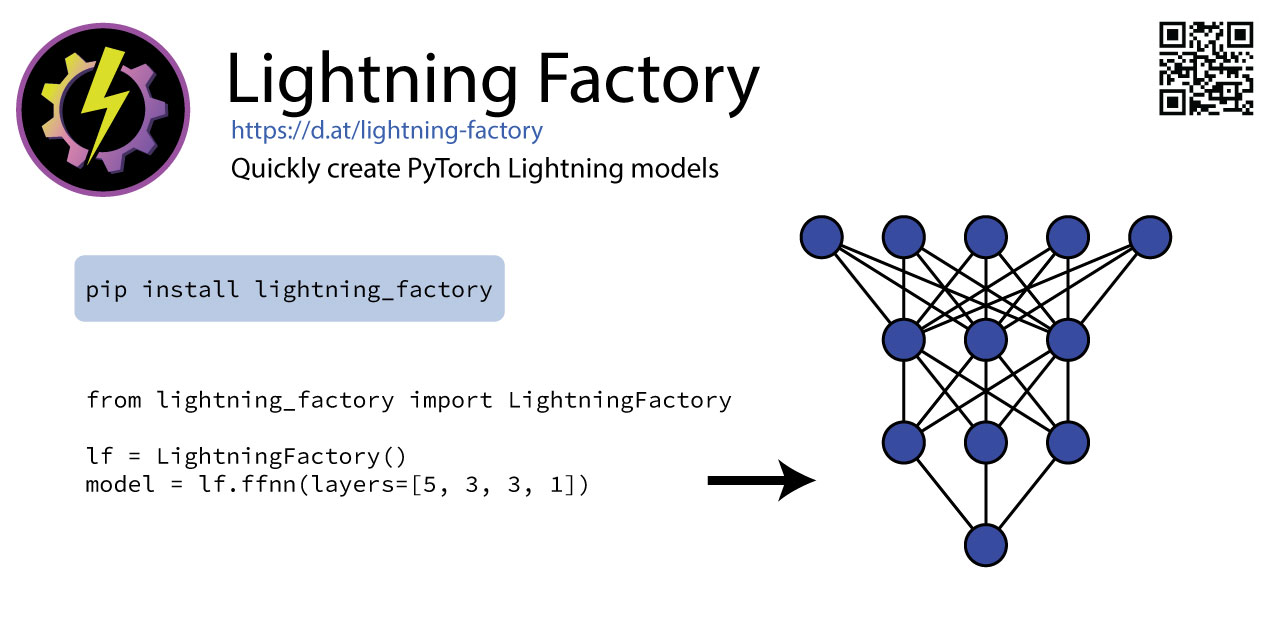 Lightning Factory
https://d.at/lightning-factory
Quickly create PyTorch Lightning models
pip install lightning_factory
from lightning_factory import LightningFactory
lf = LightningFactory()
model = lf.ffnn(layers=[5, 3, 3, 1])